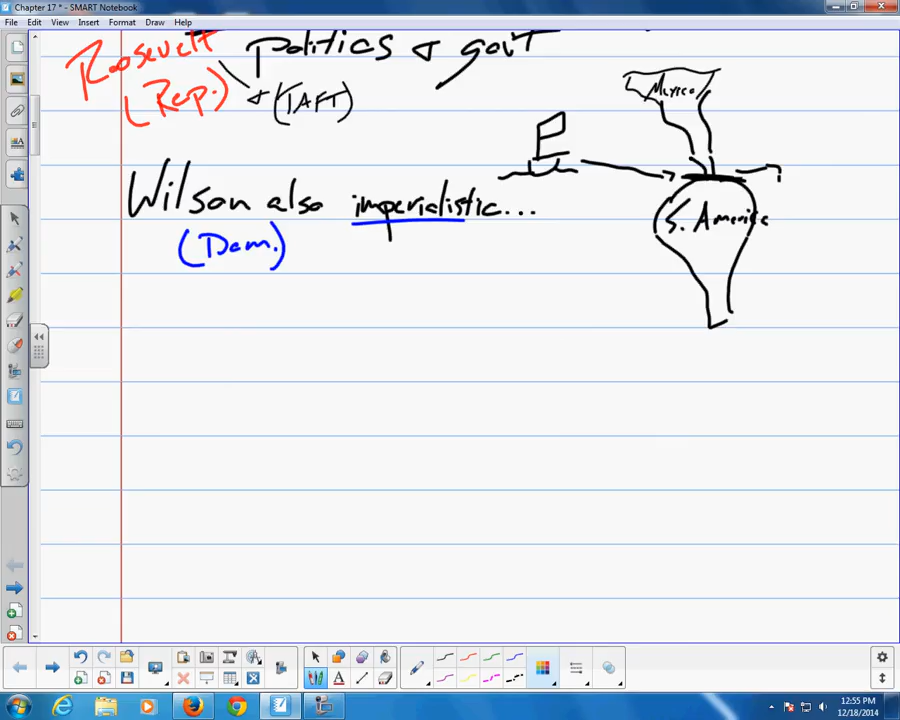 Chapter 17 * - SMART Notebook
File Edit View Insert Format Draw Help
Roosevelt politics & gov't
(Rep.) & (TAFT)
Mexico
Wilson also imperialistic...
S. America
(Dem.)
12:55 PM
12/18/2014